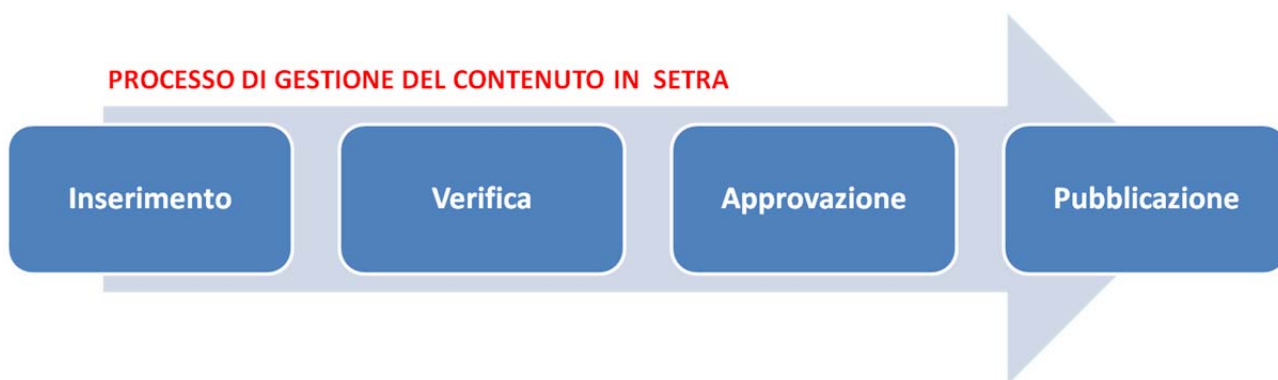 PROCESSO DI GESTIONE DEL CONTENUTO IN SETRA
Inserimento
Verifica
Approvazione
Pubblicazione